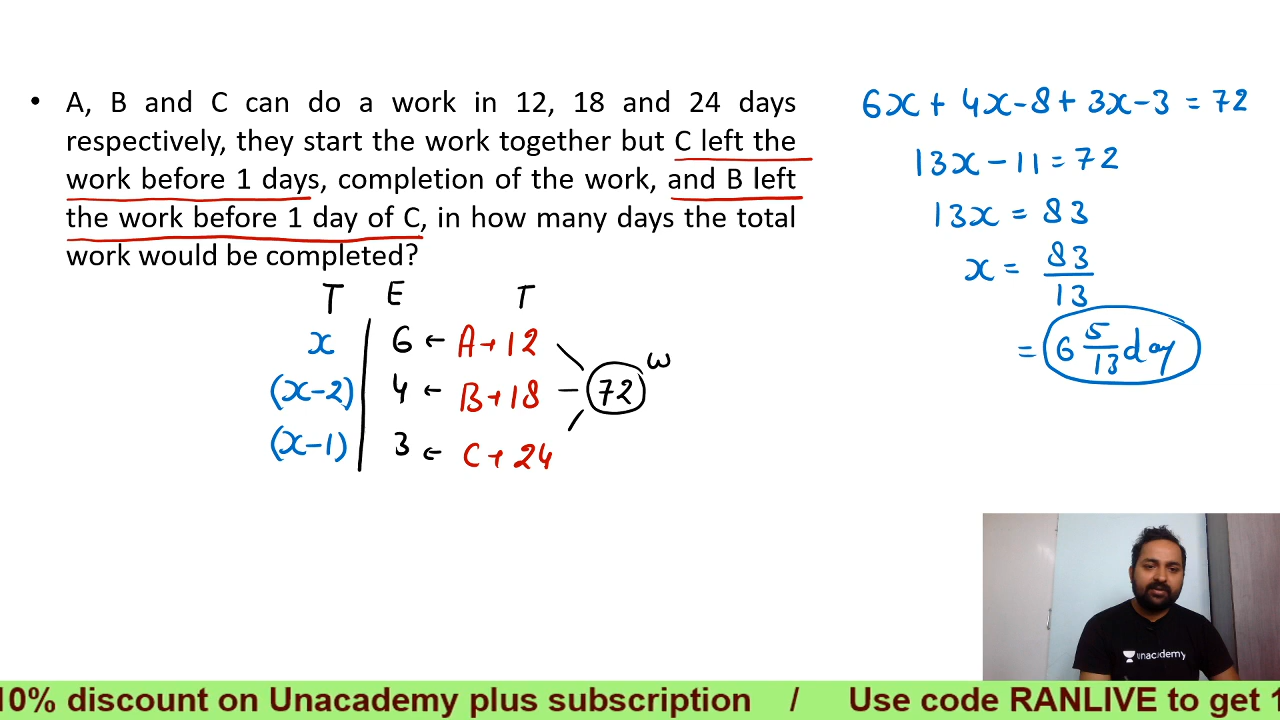 • A, B and C can do a work in 12, 18 and 24 days
respectively, they start the work together but C left the
work before 1 days, completion of the work, and B left
the work before 1 day of C, in how many days the total
work would be completed?
T E T
x 6 ← A → 12
(x-2) 4 ← B → 18 72 W
(x-1) 3 ← C → 24
6x + 4x - 8 + 3x - 3 = 72
13x - 11 = 72
13x = 83
x = 83/13
= 6 5/13 day
unacademy
10% discount on Unacademy plus subscription / Use code RANLIVE to get 1